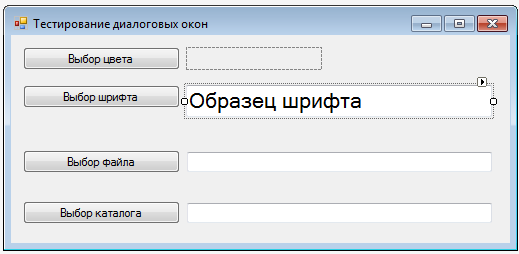 Тестирование диалоговых окон
Выбор цвета
Выбор шрифта
Образец шрифта
Выбор файла
Выбор каталога